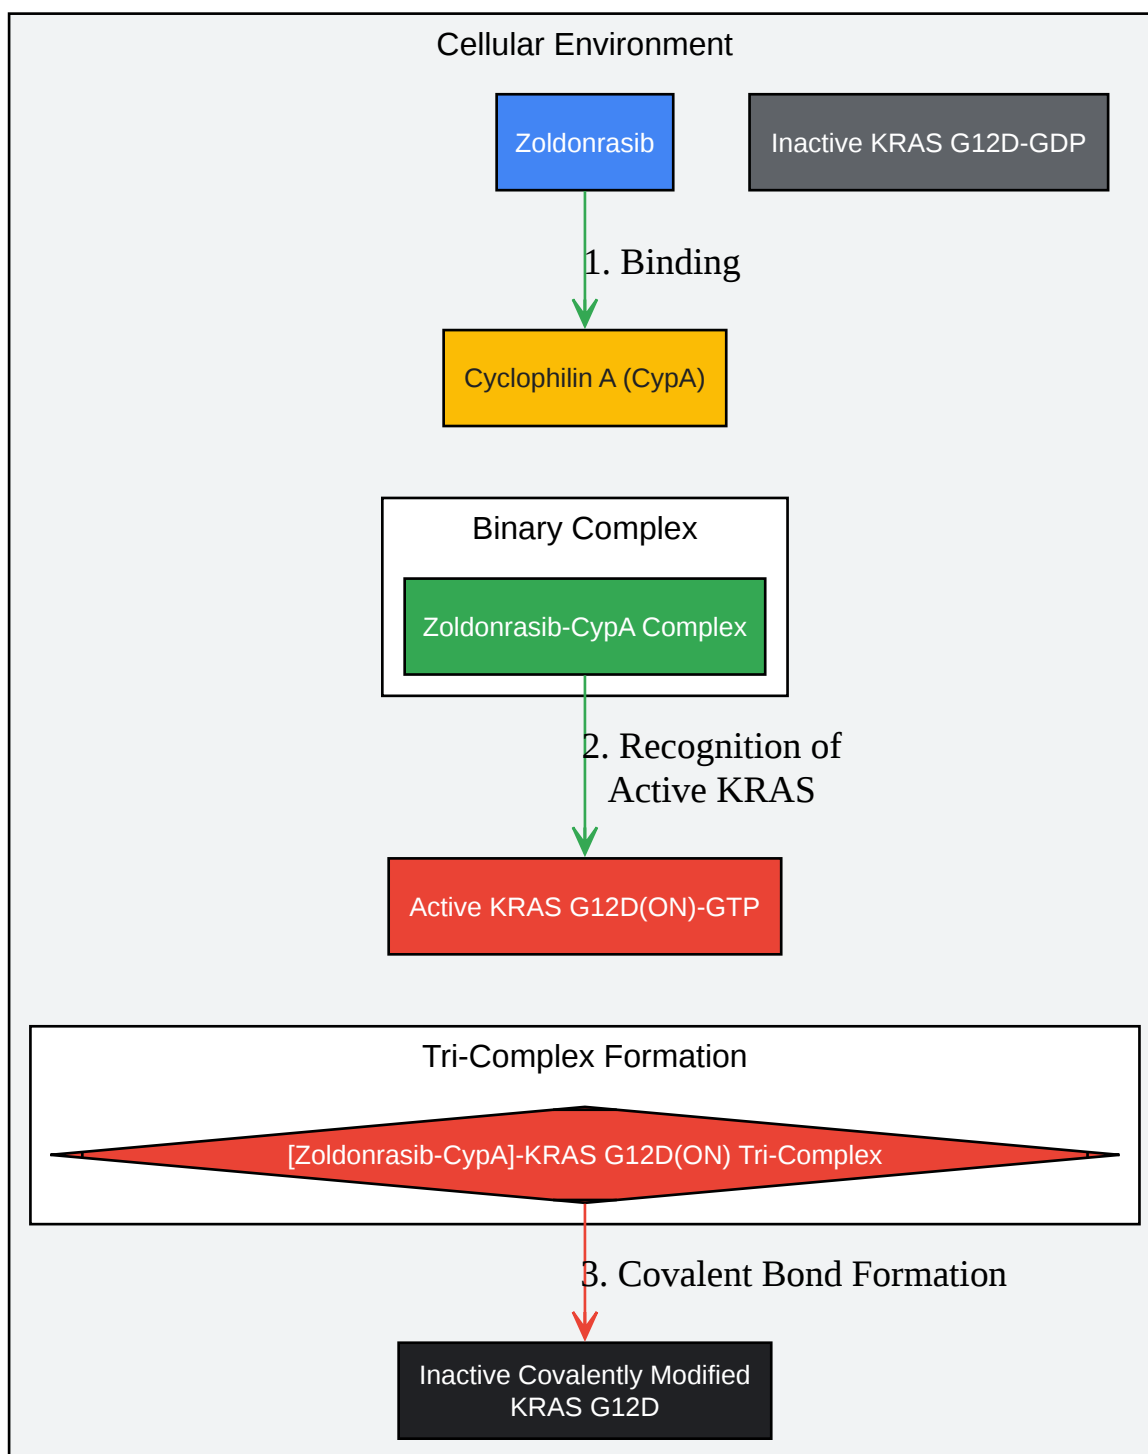 Cellular Environment
Zoldonrasib
Inactive KRAS G12D-GDP
1. Binding
Cyclophilin A (CypA)
Binary Complex
Zoldonrasib-CypA Complex
2. Recognition of
Active KRAS
Active KRAS G12D(ON)-GTP
Tri-Complex Formation
[Zoldonrasib-CypA]-KRAS G12D(ON) Tri-Complex
3. Covalent Bond Formation
Inactive Covalently Modified
KRAS G12D